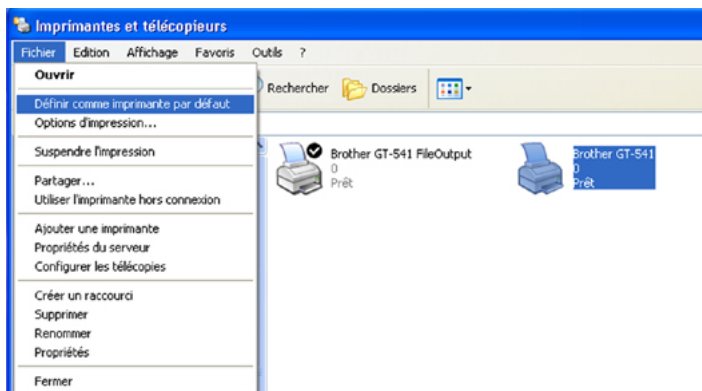 Imprimantes et télécopieurs
Fichier Edition Affichage Favoris Outils ?
Ouvrir
Définir comme imprimante par défaut
Options d'impression...
Suspendre l'impression
Partager...
Utiliser l'imprimante hors connexion
Ajouter une imprimante
Propriétés du serveur
Configurer les télécopies
Créer un raccourci
Supprimer
Renommer
Propriétés
Fermer
Rechercher Dossiers
Brother GT-541 FileOutput
0
Prêt
Brother GT-541
0
Prêt